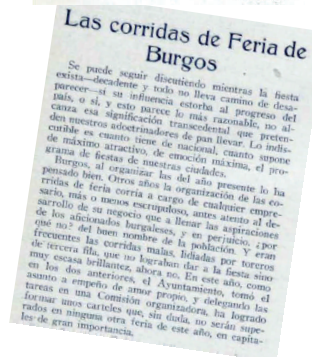 Las corridas de Feria de
Burgos
Se puede seguir discutiendo mientras la fiesta
exista—decadente y todo no lleva camino de desa-
parecer—si su influencia estorba al progreso del
país, o si, y esto parece lo más razonable, no al-
canza esa significación transcendental que preten-
den nuestros adoctrinadores de pan llevar. Lo indis-
cutible es cuanto tiene de nacional, cuanto supone
de máximo atractivo, de emoción máxima, el pro-
grama de fiestas de nuestras ciudades.
Burgos, al organizar las del año presente lo ha
pensado bien. Otros años la organización de las co-
rridas de feria corría a cargo de cualquier empre-
sario, más o menos escrupuloso, antes atento al de-
sarrollo de su negocio que a llenar las aspiraciones
de los aficionados burgaleses, y en perjuicio, ¿por
qué no? del buen nombre de la población. Y eran
frecuentes las corridas malas, lidiadas por toreros
de tercera fila, que no lograban dar a la fiesta sino
muy escasa brillantez, ahora no. En este año, como
en los dos anteriores, el Ayuntamiento, tomó el
asunto a empeño de amor propio, y delegando las
tareas en una Comisión organizadora, ha logrado
formar unos carteles que, sin duda, no serán supe-
rados en ninguna otra feria de este año, en capita-
les de gran importancia.